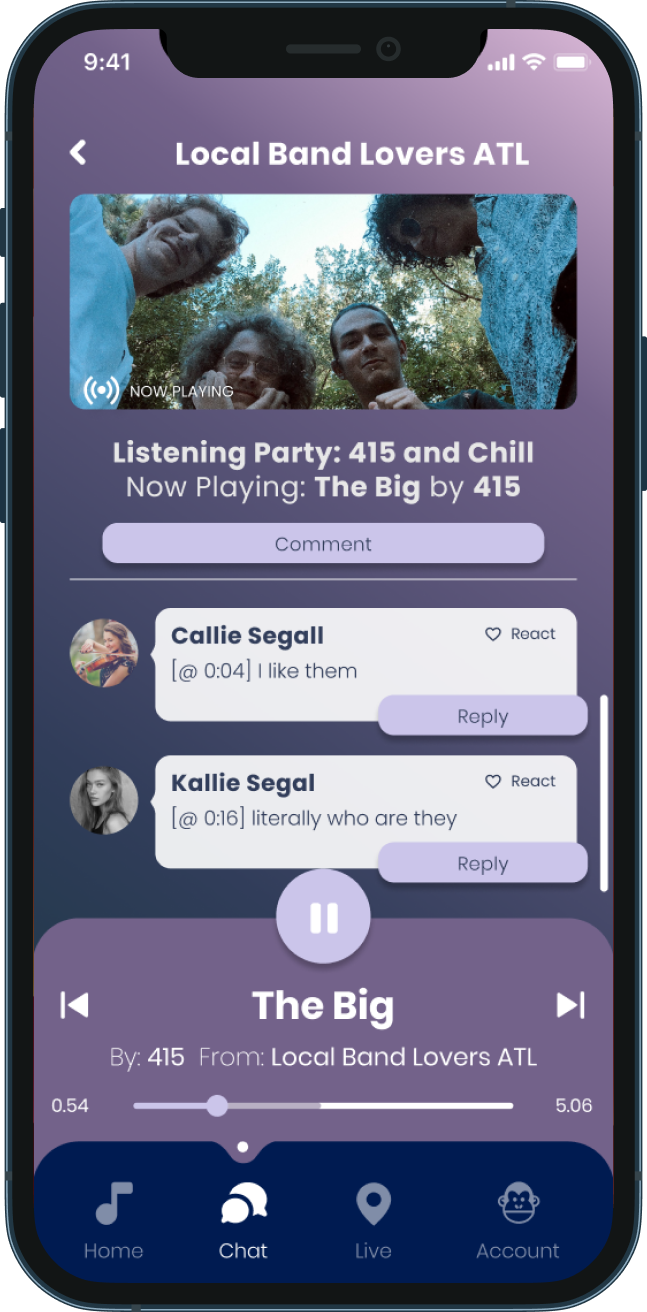 9:41
Local Band Lovers ATL
NOW PLAYING
Listening Party: 415 and Chill
Now Playing: The Big by 415
Comment
Callie Segall
React
[@ 0:04] I like them
Reply
Kallie Segal
React
[@ 0:16] literally who are they
Reply
The Big
By: 415 From: Local Band Lovers ATL
0.54
5.06
Home
Chat
Live
Account